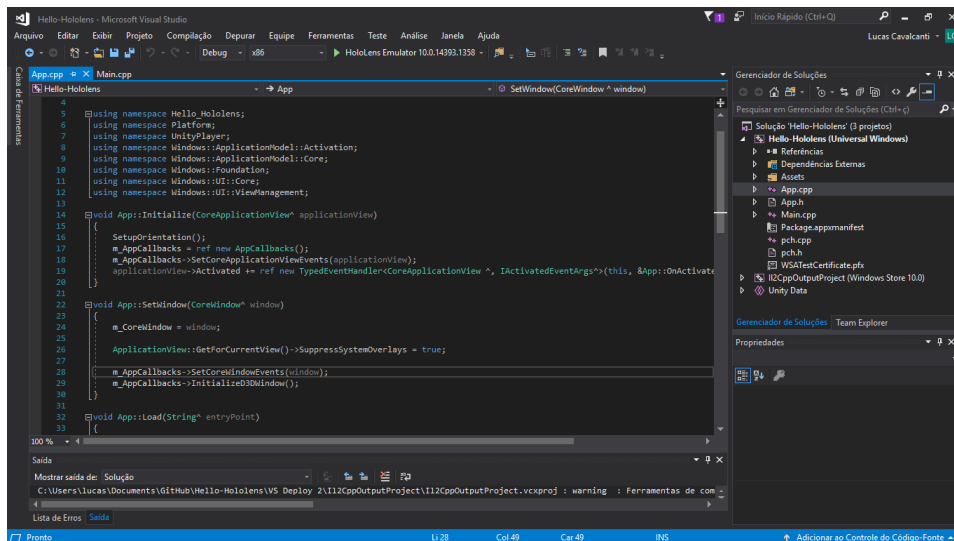 Hello-Hololens - Microsoft Visual Studio
1
Início Rápido (Ctrl+Q)
Arquivo Editar Exibir Projeto Compilação Depurar Equipe Ferramentas Teste Análise Janela Ajuda
Lucas Cavalcanti
LC
Debug x86 HoloLens Emulator 10.0.14393.1358
Caixa de Ferramentas
App.cpp Main.cpp
Hello-Hololens App SetWindow(CoreWindow ^ window)
4
5 using namespace Hello_Hololens;
6 using namespace Platform;
7 using namespace UnityPlayer;
8 using namespace Windows::ApplicationModel::Activation;
9 using namespace Windows::ApplicationModel::Core;
10 using namespace Windows::Foundation;
11 using namespace Windows::UI::Core;
12 using namespace Windows::UI::ViewManagement;
13
14 void App::Initialize(CoreApplicationView^ applicationView)
15 {
16 SetupOrientation();
17 m_AppCallbacks = ref new AppCallbacks();
18 m_AppCallbacks->SetCoreApplicationViewEvents(applicationView);
19 applicationView->Activated += ref new TypedEventHandler<CoreApplicationView ^, IActivatedEventArgs^>(this, &App::OnActivate
20 }
21
22 void App::SetWindow(CoreWindow^ window)
23 {
24 m_CoreWindow = window;
25
26 ApplicationView::GetForCurrentView()->SuppressSystemOverlays = true;
27
28 m_AppCallbacks->SetCoreWindowEvents(window);
29 m_AppCallbacks->InitializeD3DWindow();
30 }
31
32 void App::Load(String^ entryPoint)
33 {
100 %
Saída
Mostrar saída de: Solução
C:\Users\lucas\Documents\GitHub\Hello-Hololens\VS Deploy 2\Il2CppOutputProject\Il2CppOutputProject.vcxproj : warning : Ferramentas de com
Lista de Erros Saída
Gerenciador de Soluções
Pesquisar em Gerenciador de Soluções (Ctrl+ç)
Solução 'Hello-Hololens' (3 projetos)
Hello-Hololens (Universal Windows)
Referências
Dependências Externas
Assets
App.cpp
App.h
Main.cpp
Package.appxmanifest
pch.cpp
pch.h
WSATestCertificate.pfx
Il2CppOutputProject (Windows Store 10.0)
Unity Data
Gerenciador de Soluções Team Explorer
Propriedades
Pronto Li 28 Col 49 Car 49 INS Adicionar ao Controle do Código-Fonte